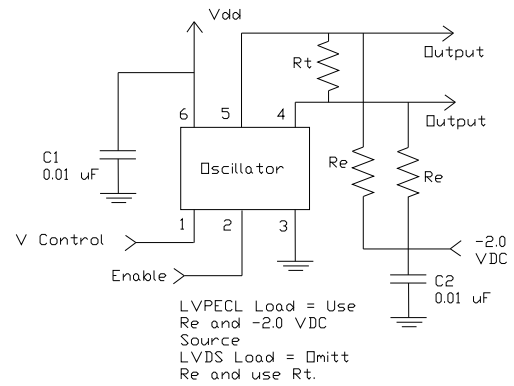 Vdd
Output
Rt
6
5
4
Output
C1
0.01 uF
Oscillator
Re
Re
1
2
3
V Control
-2.0
VDC
Enable
C2
0.01 uF
LVPECL Load = Use
Re and -2.0 VDC
Source
LVDS Load = Omitt
Re and use Rt.